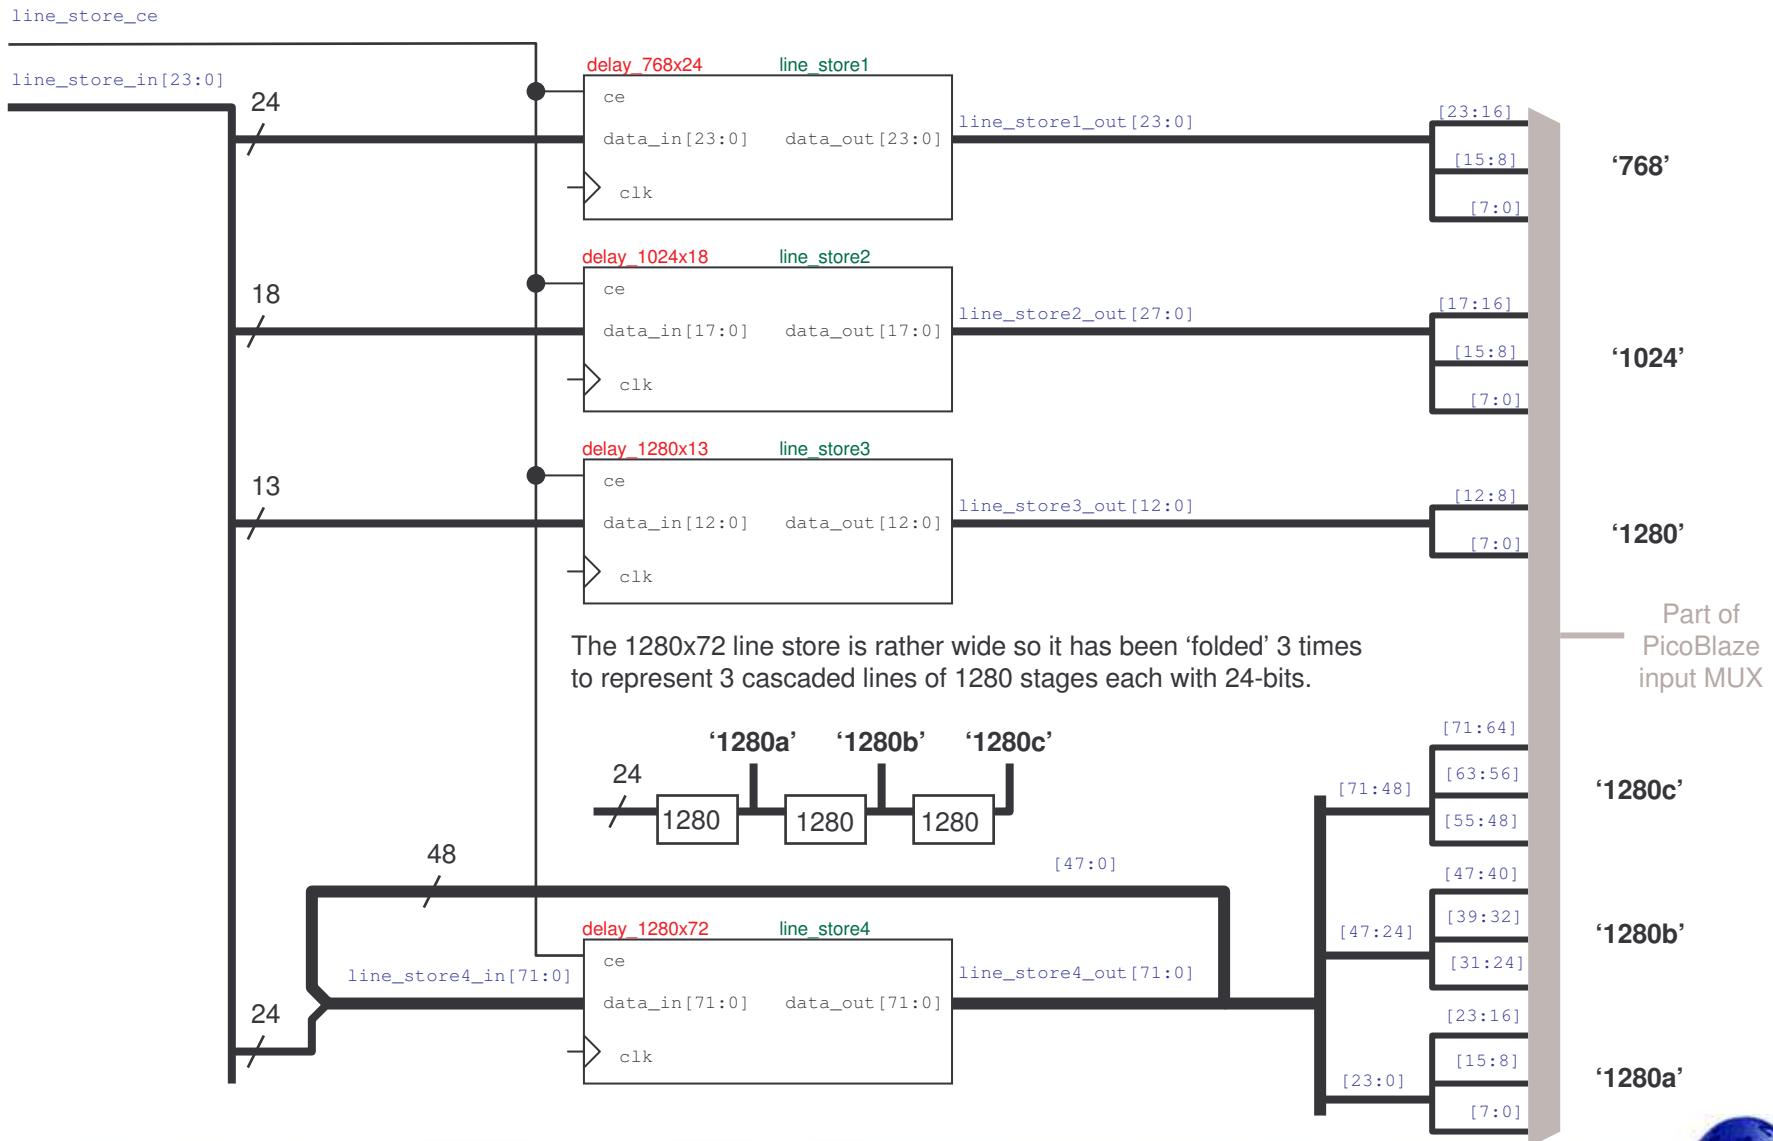 line_store_ce
line_store_in[23:0]
24
delay_768x24 line_store1
ce
data_in[23:0] data_out[23:0]
clk
line_store1_out[23:0]
[23:16]
[15:8]
[7:0]
‘768’
18
delay_1024x18 line_store2
ce
data_in[17:0] data_out[17:0]
clk
line_store2_out[27:0]
[17:16]
[15:8]
[7:0]
‘1024’
13
delay_1280x13 line_store3
ce
data_in[12:0] data_out[12:0]
clk
line_store3_out[12:0]
[12:8]
[7:0]
‘1280’
Part of
PicoBlaze
input MUX
The 1280x72 line store is rather wide so it has been ‘folded’ 3 times
to represent 3 cascaded lines of 1280 stages each with 24-bits.
‘1280a’ ‘1280b’ ‘1280c’
24
1280 1280 1280
48
[47:0]
delay_1280x72 line_store4
line_store4_in[71:0]
ce
data_in[71:0] data_out[71:0]
clk
line_store4_out[71:0]
24
[71:48]
[71:64]
[63:56]
[55:48]
‘1280c’
[47:24]
[47:40]
[39:32]
[31:24]
‘1280b’
[23:0]
[23:16]
[15:8]
[7:0]
‘1280a’